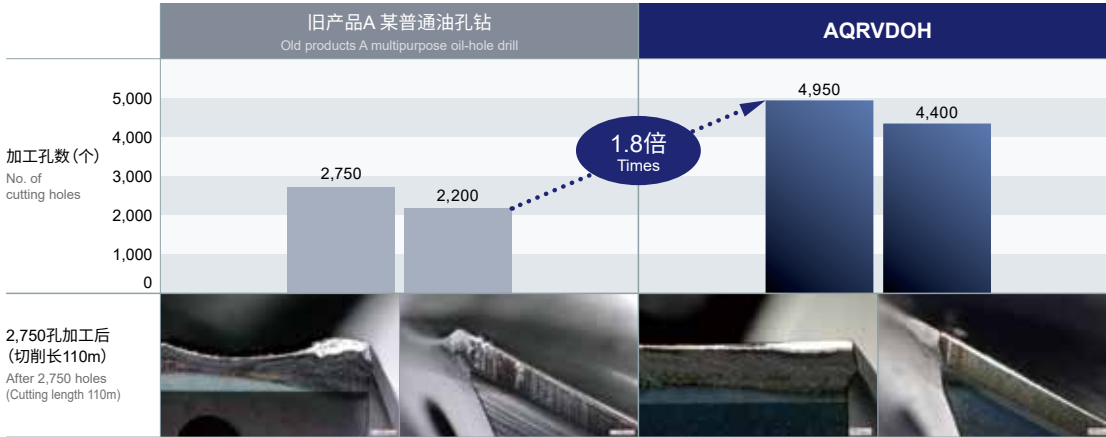 旧产品A 某普通油孔钻
Old products A multipurpose oil-hole drill
AQRVDOH
加工孔数（个）
No. of
cutting holes
5,000
4,000
3,000
2,000
1,000
0
2,750
2,200
1.8倍
Times
4,950
4,400
2,750孔加工后
（切削长110m）
After 2,750 holes
(Cutting length 110m)